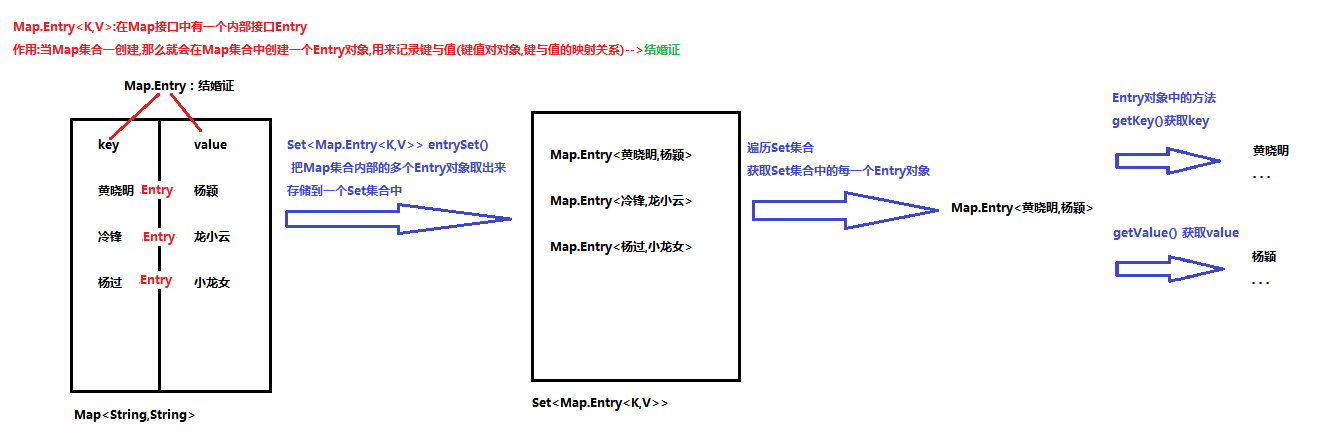 Map.Entry<K,V>:在Map接口中有一个内部接口Entry
作用:当Map集合一创建,那么就会在Map集合中创建一个Entry对象,用来记录键与值(键值对对象,键与值的映射关系)-->结婚证
Map.Entry：结婚证
key value
黄晓明 .Entry 杨颖
冷锋 .Entry 龙小云
杨过 .Entry 小龙女
Map<String,String>
Set<Map.Entry<K,V>> entrySet()
把Map集合内部的多个Entry对象取出来
存储到一个Set集合中
Map.Entry<黄晓明,杨颖>
Map.Entry<冷锋,龙小云>
Map.Entry<杨过,小龙女>
Set<Map.Entry<K,V>>
遍历Set集合
获取Set集合中的每一个Entry对象
Map.Entry<黄晓明,杨颖>
Entry对象中的方法
getKey()获取key
黄晓明
...
getValue() 获取value
杨颖
...